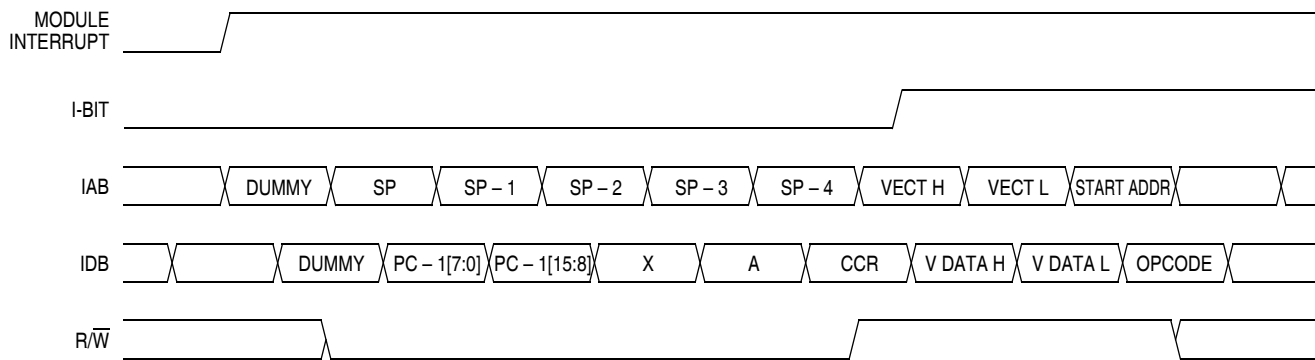 MODULE
INTERRUPT
I-BIT
IAB DUMMY SP SP – 1 SP – 2 SP – 3 SP – 4 VECT H VECT L START ADDR
IDB DUMMY PC – 1[7:0] PC – 1[15:8] X A CCR V DATA H V DATA L OPCODE
R/W̅